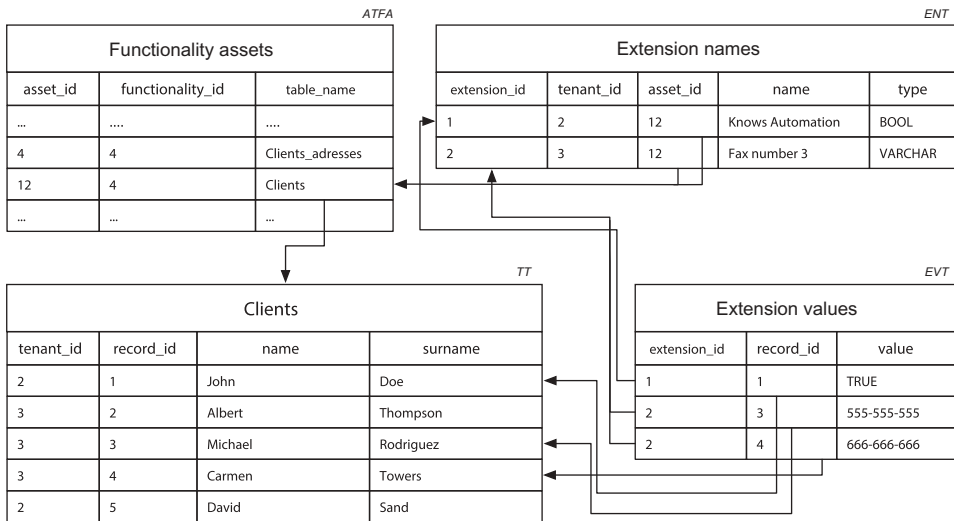 ATFA
Functionality assets
asset_id functionality_id table_name
... .... ....
4 4 Clients_adresses
12 4 Clients
... ... ...
ENT
Extension names
extension_id tenant_id asset_id name type
1 2 12 Knows Automation BOOL
2 3 12 Fax number 3 VARCHAR
TT
Clients
tenant_id record_id name surname
2 1 John Doe
3 2 Albert Thompson
3 3 Michael Rodriguez
3 4 Carmen Towers
2 5 David Sand
EVT
Extension values
extension_id record_id value
1 1 TRUE
2 3 555-555-555
2 4 666-666-666